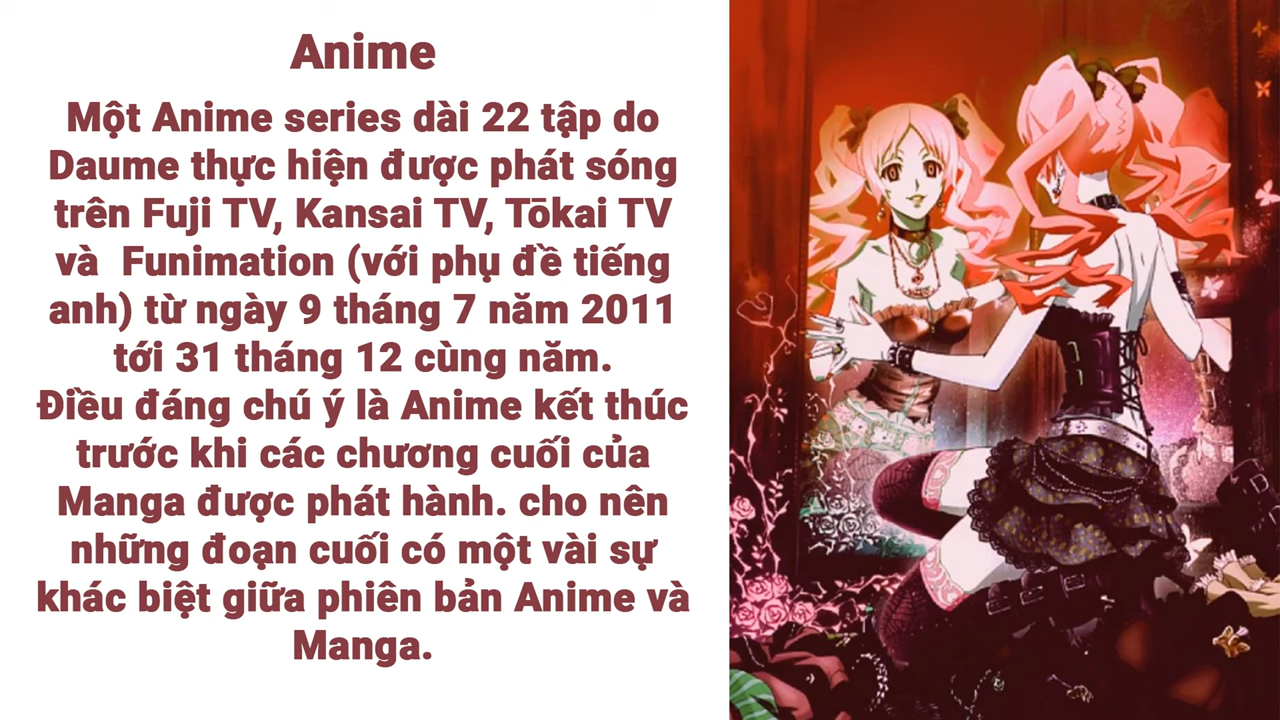 Anime
Một Anime series dài 22 tập do
Daume thực hiện được phát sóng
trên Fuji TV, Kansai TV, Tōkai TV
và  Funimation (với phụ đề tiếng
anh) từ ngày 9 tháng 7 năm 2011
tới 31 tháng 12 cùng năm.
Điều đáng chú ý là Anime kết thúc
trước khi các chương cuối của
Manga được phát hành. cho nên
những đoạn cuối có một vài sự
khác biệt giữa phiên bản Anime và
Manga.